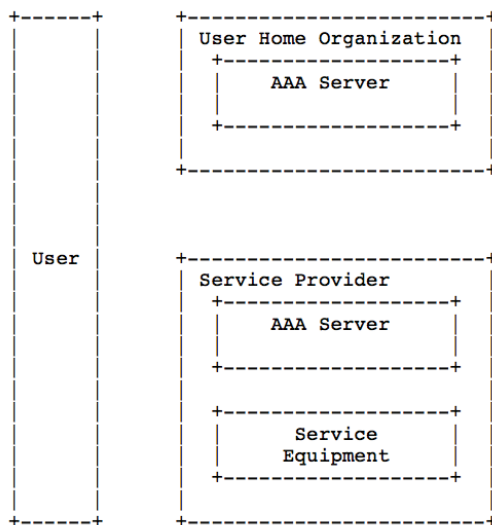 User Home Organization
AAA Server
User
Service Provider
AAA Server
Service
Equipment